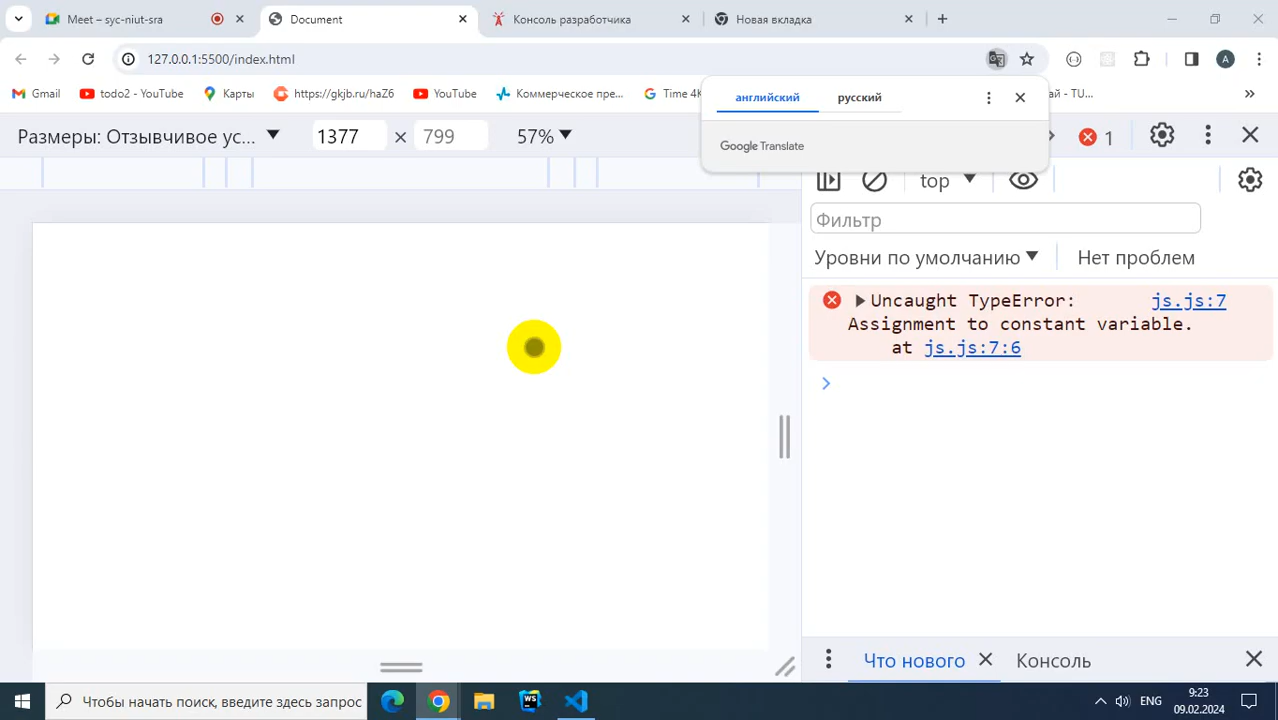 Meet – syc-niut-sra
Document
Консоль разработчика
Новая вкладка
127.0.0.1:5500/index.html
A
Gmail
todo2 - YouTube
Карты
https://gkjb.ru/haZ6
YouTube
Коммерческое пре...
Time 4K
ай - TU...
английский
русский
Google Translate
Размеры: Отзывчивое ус...
1377
×
799
57%
1
top
Фильтр
Уровни по умолчанию
Нет проблем
Uncaught TypeError:
js.js:7
Assignment to constant variable.
at js.js:7:6
Что нового
Консоль
Чтобы начать поиск, введите здесь запрос
WS
ENG
9:23
09.02.2024